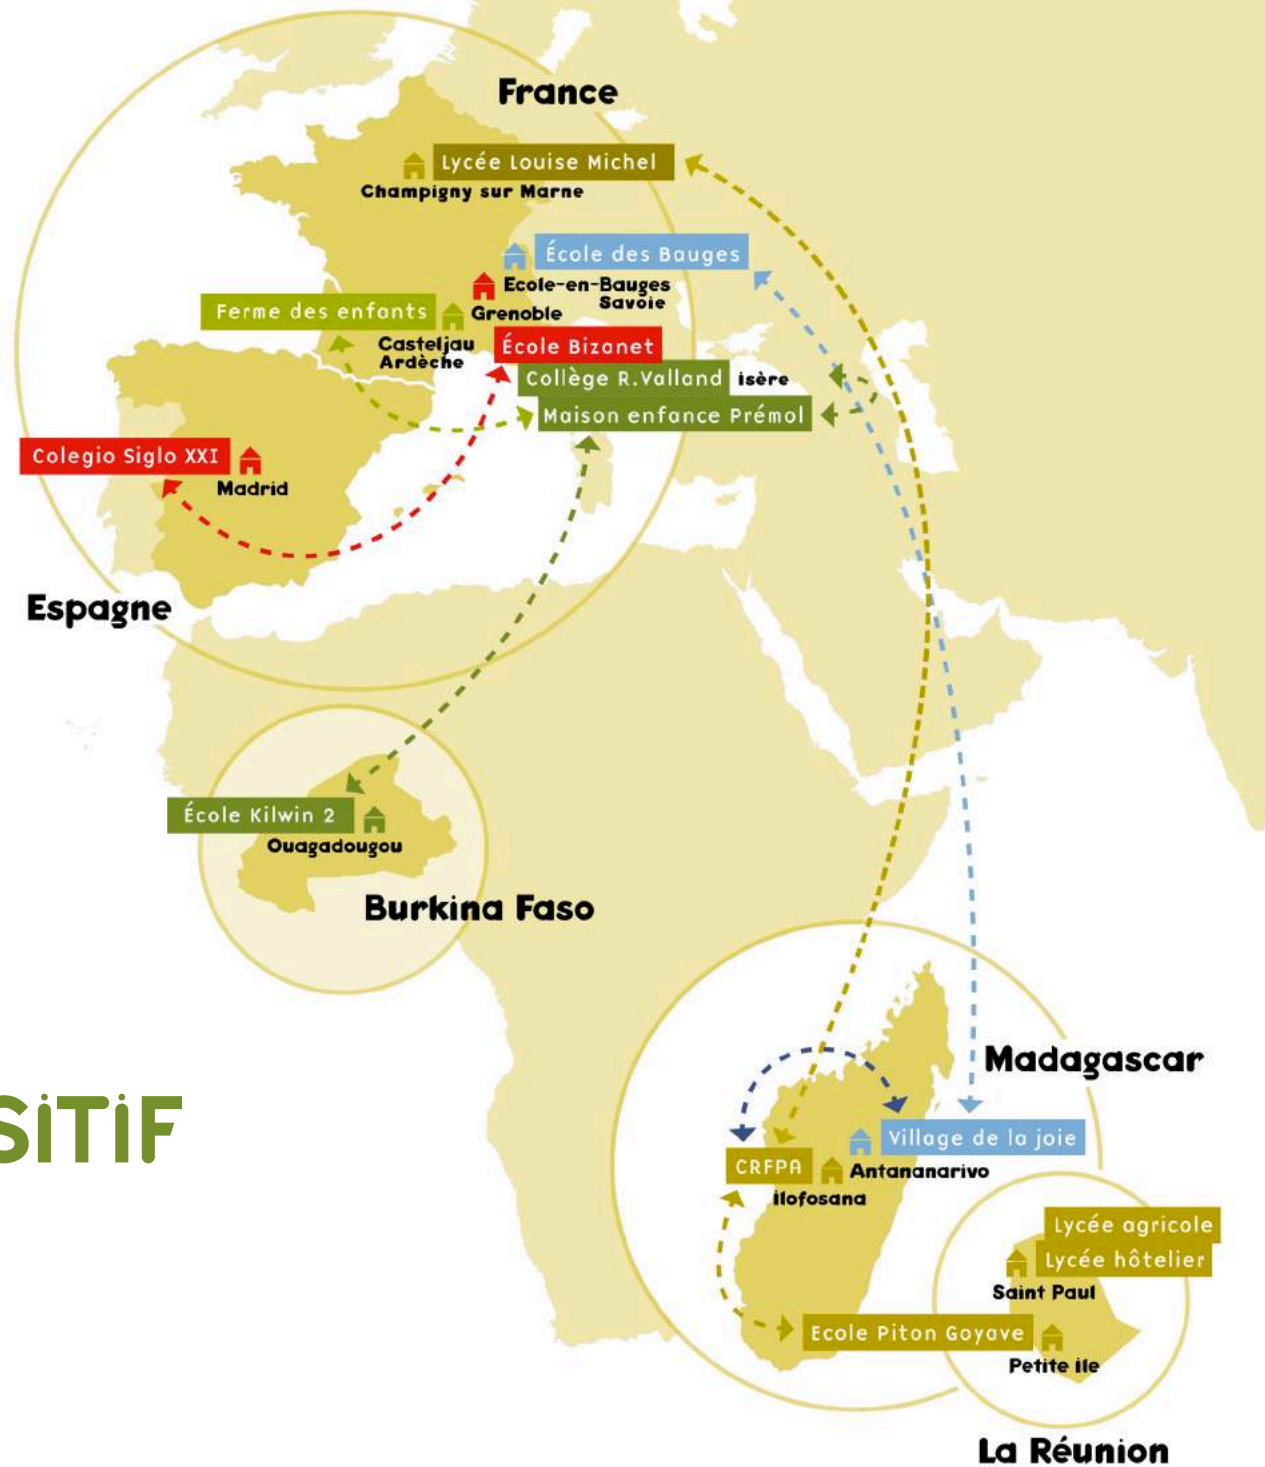 France
Lycée Louise Michel
Champigny sur Marne
École des Bauges
Ecole-en-Bauges
Savoie
Ferme des enfants
Grenoble
Casteljau
Ardèche
École Bizanet
Collège R.Valland isère
Maison enfance Prémol
Colegio Siglo XXI
Madrid
Espagne
École Kilwin 2
Ouagadougou
Burkina Faso
Madagascar
SiTiF
Village de la joie
CRFPA
Antananarivo
ilofosana
Lycée agricole
Lycée hôtelier
Saint Paul
Ecole Piton Goyave
Petite ile
La Réunion